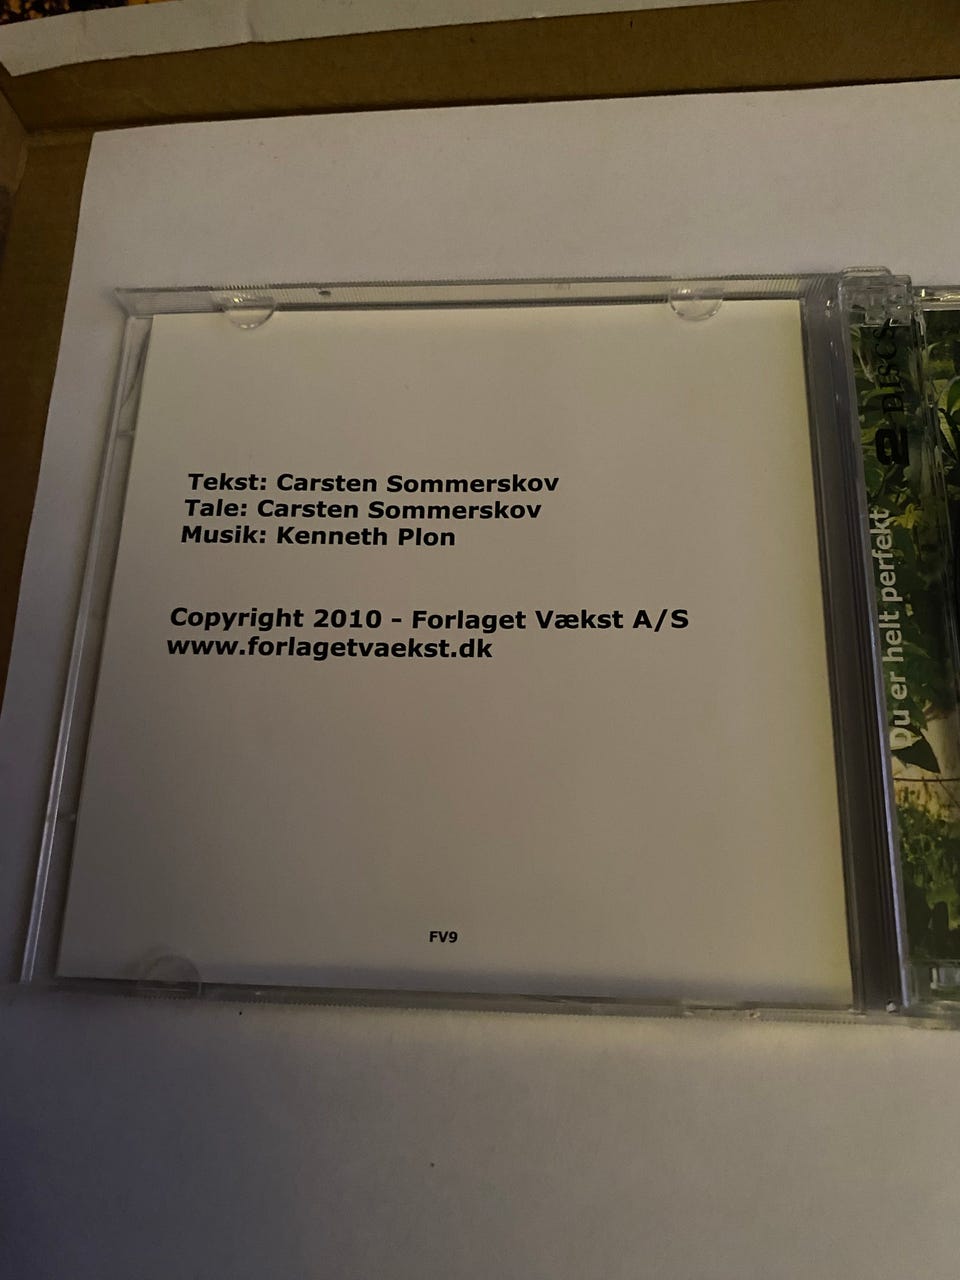 Tekst: Carsten Sommerskov
Tale: Carsten Sommerskov
Musik: Kenneth Plon
Copyright 2010 - Forlaget Vækst A/S
www.forlagetvaekst.dk
FV9
Du er helt perfekt
2 DISCS